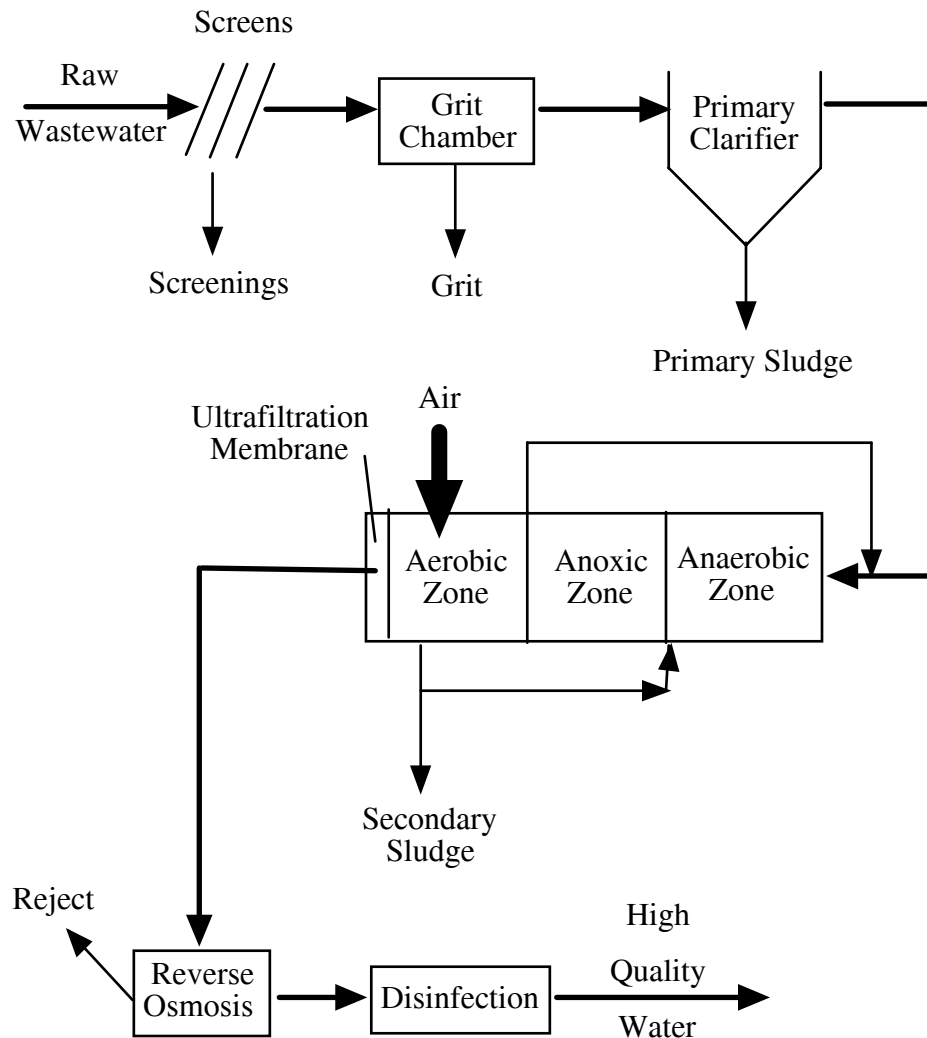 Screens
Raw
Wastewater
Grit
Chamber
Primary
Clarifier
Screenings
Grit
Primary Sludge
Air
Ultrafiltration
Membrane
Aerobic
Zone
Anoxic
Zone
Anaerobic
Zone
Secondary
Sludge
Reject
Reverse
Osmosis
Disinfection
High
Quality
Water